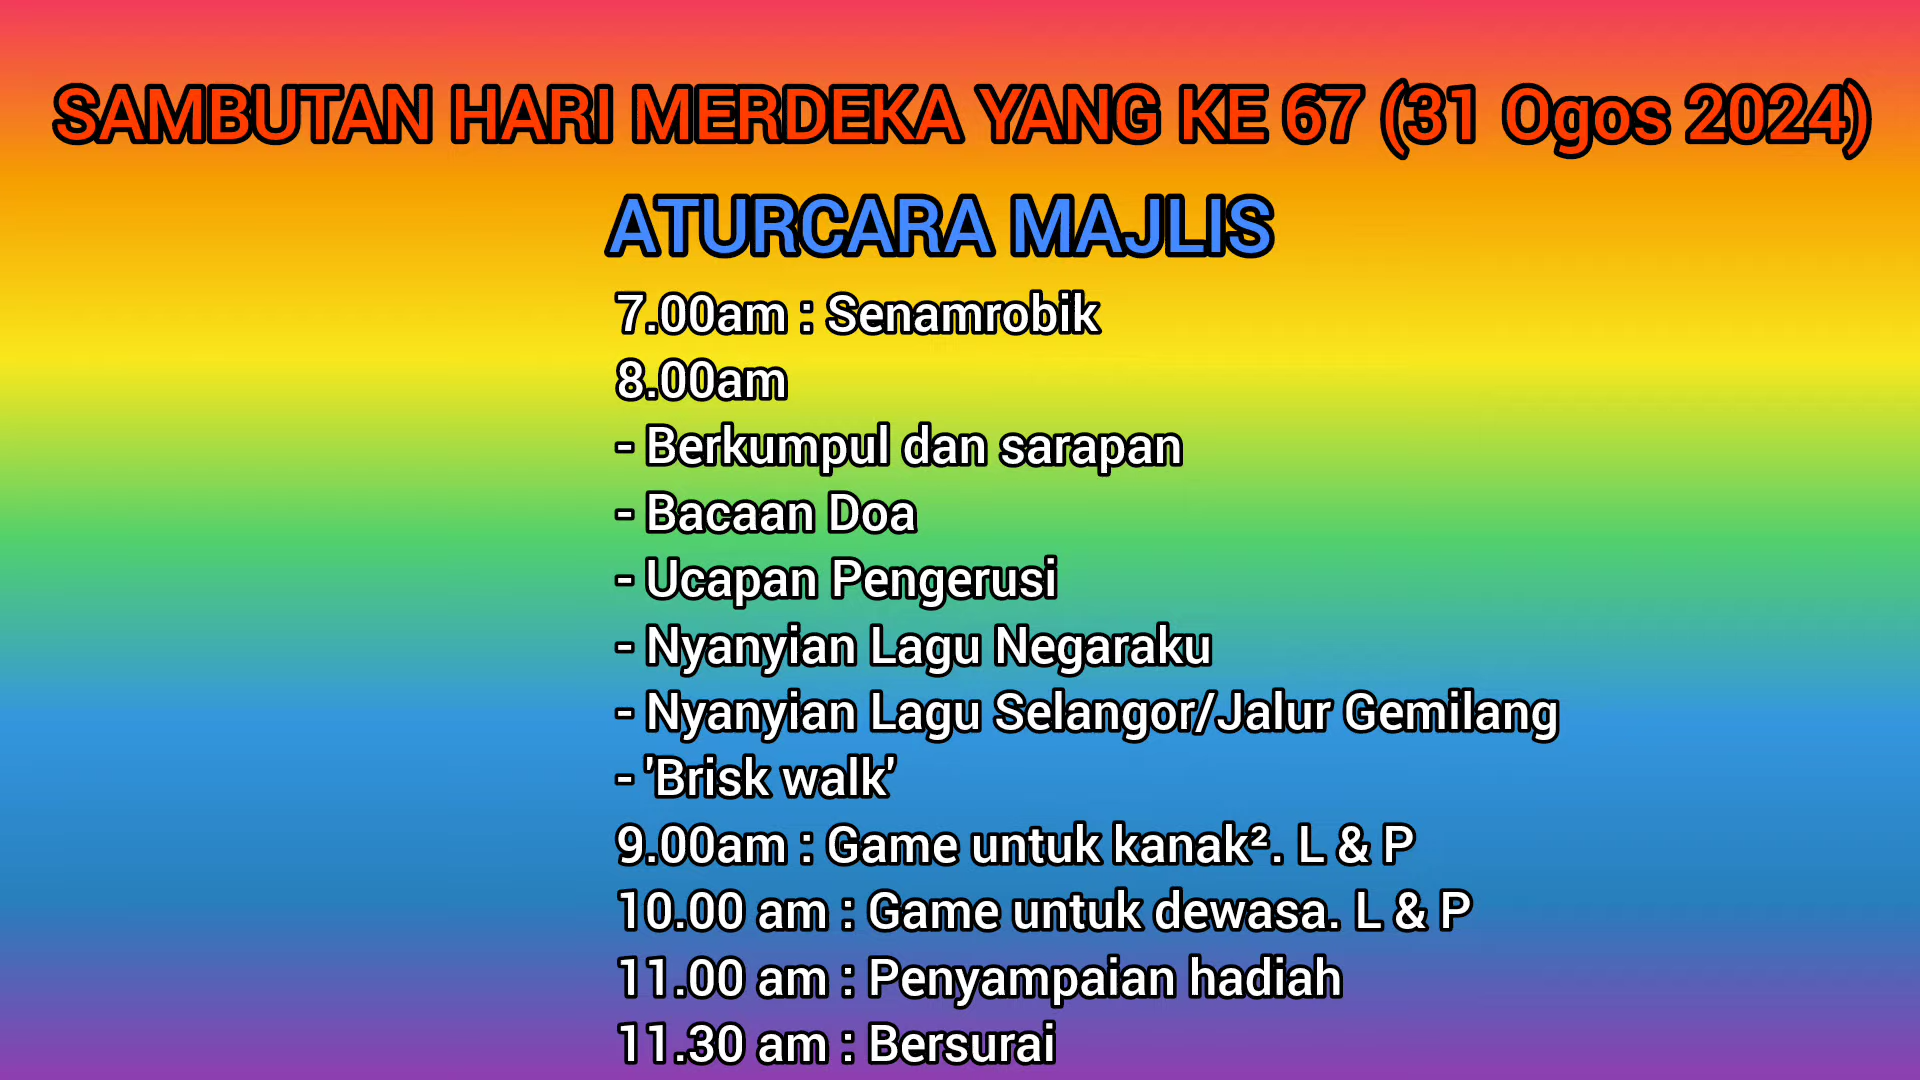 SAMBUTAN HARI MERDEKA YANG KE 67 (31 Ogos 2024)
ATURCARA MAJLIS
7.00am : Senamrobik
8.00am
- Berkumpul dan sarapan
- Bacaan Doa
- Ucapan Pengerusi
- Nyanyian Lagu Negaraku
- Nyanyian Lagu Selangor/Jalur Gemilang
- 'Brisk walk'
9.00am : Game untuk kanak². L & P
10.00 am : Game untuk dewasa. L & P
11.00 am : Penyampaian hadiah
11.30 am : Bersurai